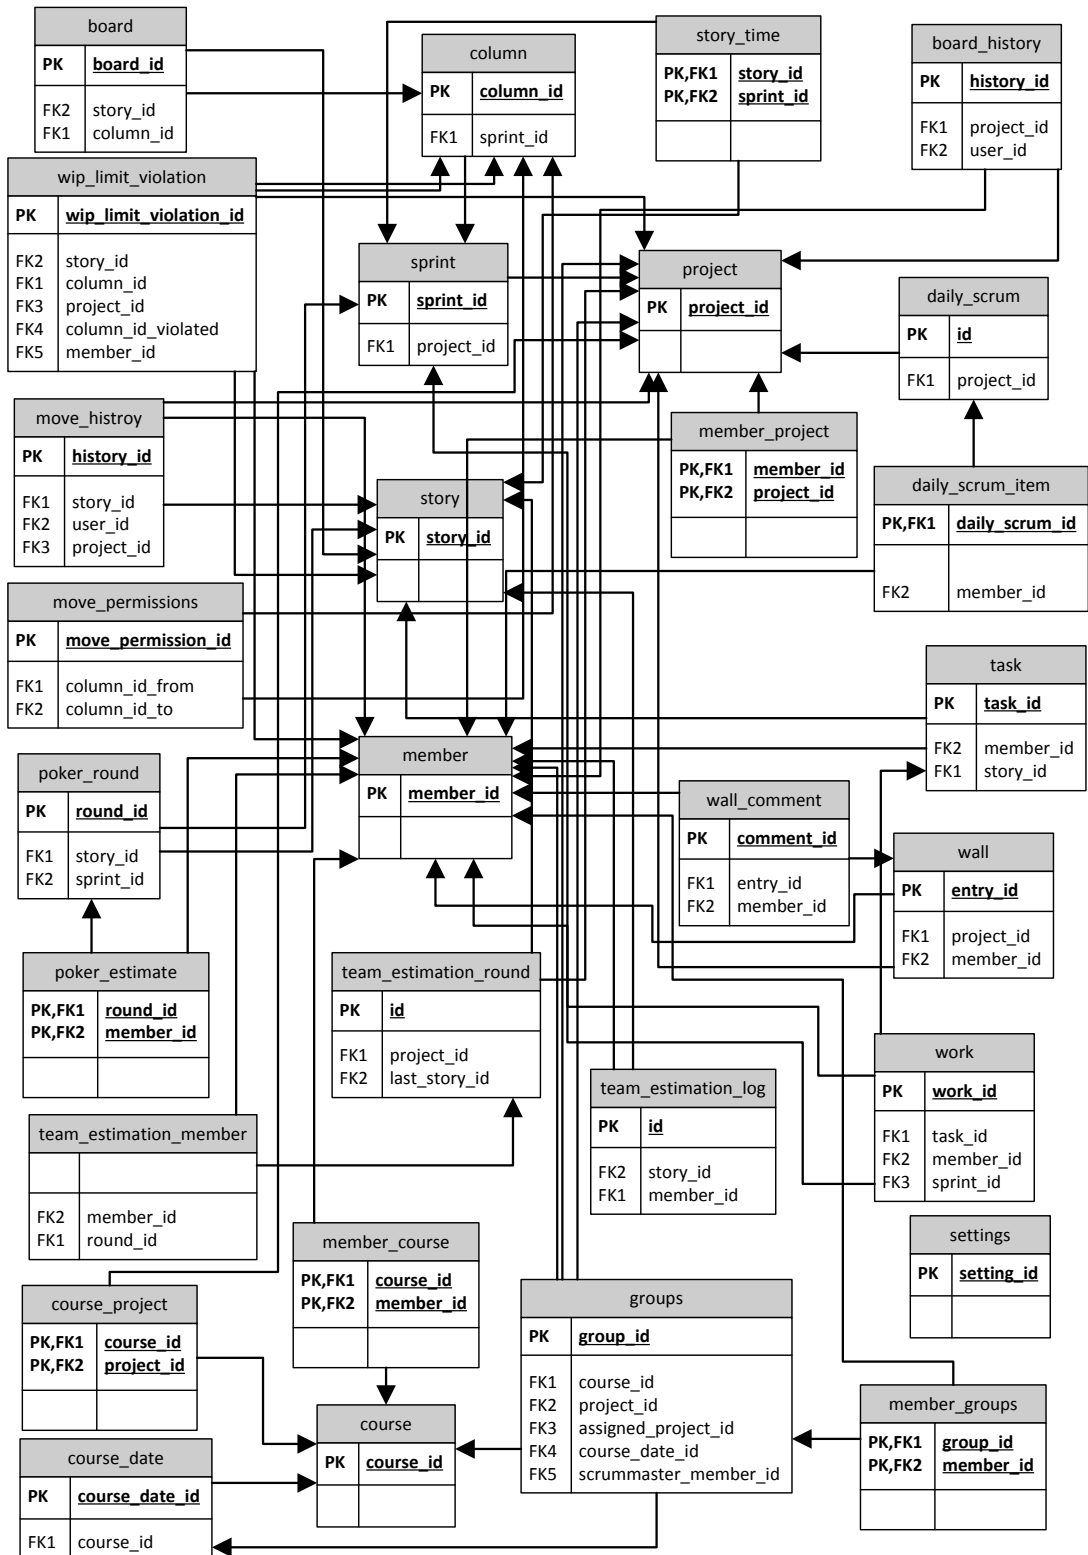 board
PK board_id
FK2 story_id
FK1 column_id
column
PK column_id
FK1 sprint_id
story_time
PK,FK1 story_id
PK,FK2 sprint_id
board_history
PK history_id
FK1 project_id
FK2 user_id
wip_limit_violation
PK wip_limit_violation_id
FK2 story_id
FK1 column_id
FK3 project_id
FK4 column_id_violated
FK5 member_id
sprint
PK sprint_id
FK1 project_id
project
PK project_id
daily_scrum
PK id
FK1 project_id
move_histroy
PK history_id
FK1 story_id
FK2 user_id
FK3 project_id
story
PK story_id
member_project
PK,FK1 member_id
PK,FK2 project_id
daily_scrum_item
PK,FK1 daily_scrum_id
FK2 member_id
move_permissions
PK move_permission_id
FK1 column_id_from
FK2 column_id_to
task
PK task_id
FK2 member_id
FK1 story_id
poker_round
PK round_id
FK1 story_id
FK2 sprint_id
member
PK member_id
wall_comment
PK comment_id
FK1 entry_id
FK2 member_id
wall
PK entry_id
FK1 project_id
FK2 member_id
poker_estimate
PK,FK1 round_id
PK,FK2 member_id
team_estimation_round
PK id
FK1 project_id
FK2 last_story_id
team_estimation_log
PK id
FK2 story_id
FK1 member_id
work
PK work_id
FK1 task_id
FK2 member_id
FK3 sprint_id
team_estimation_member
FK2 member_id
FK1 round_id
member_course
PK,FK1 course_id
PK,FK2 member_id
settings
PK setting_id
course_project
PK,FK1 course_id
PK,FK2 project_id
groups
PK group_id
FK1 course_id
FK2 project_id
FK3 assigned_project_id
FK4 course_date_id
FK5 scrummaster_member_id
member_groups
PK,FK1 group_id
PK,FK2 member_id
course
PK course_id
course_date
PK course_date_id
FK1 course_id